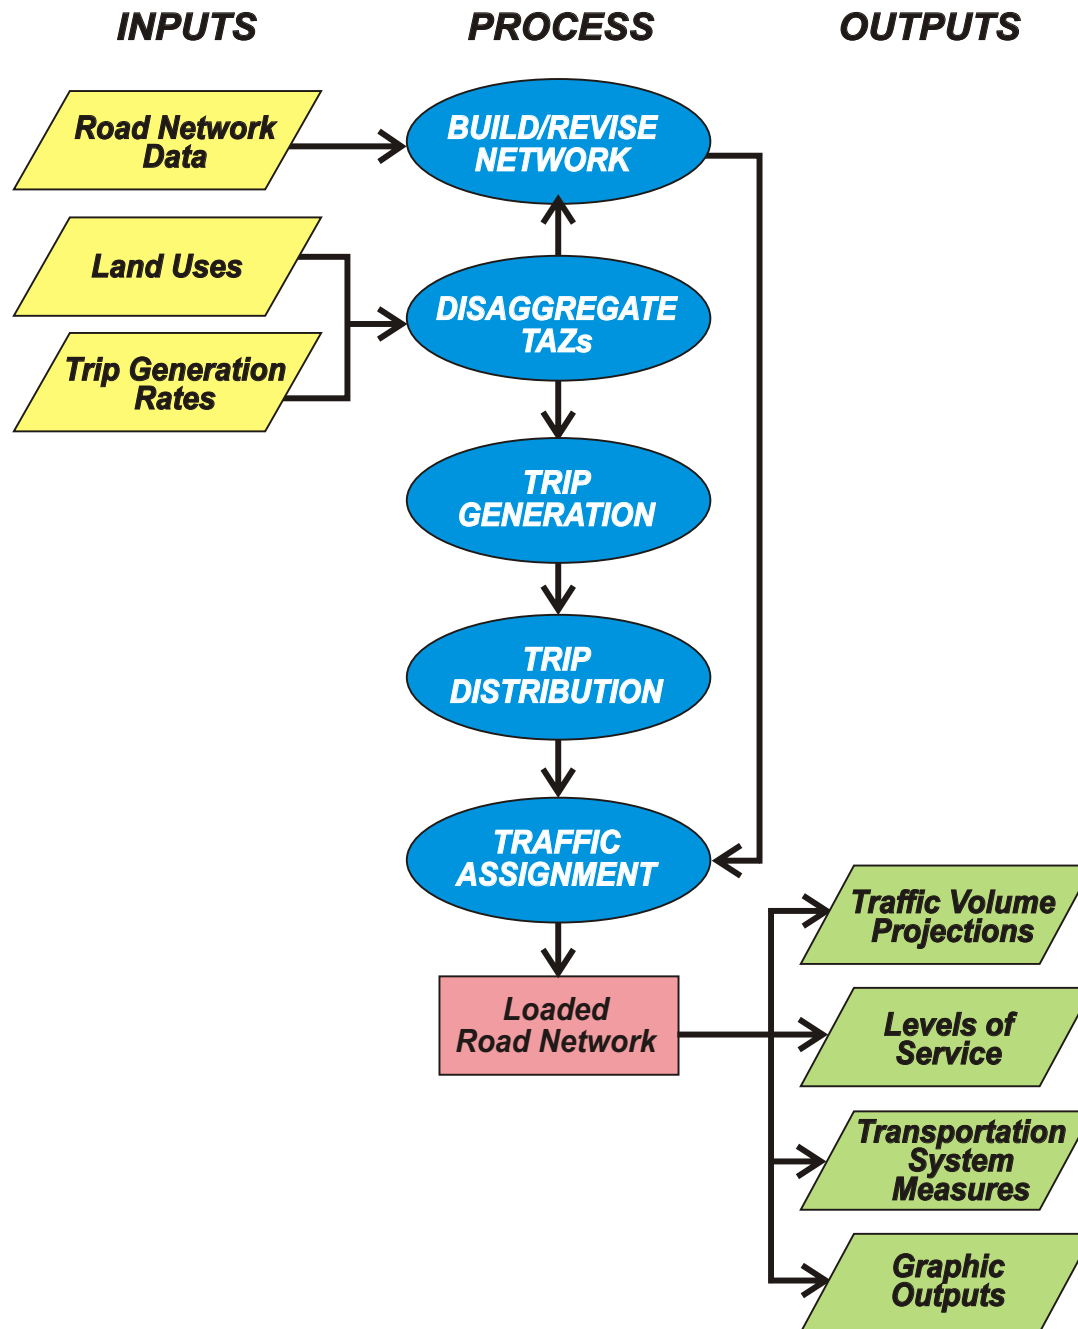 INPUTS
PROCESS
OUTPUTS
Road Network
Data
BUILD/REVISE
NETWORK
Land Uses
DISAGGREGATE
TAZs
Trip Generation
Rates
TRIP
GENERATION
TRIP
DISTRIBUTION
TRAFFIC
ASSIGNMENT
Loaded
Road Network
Traffic Volume
Projections
Levels of
Service
Transportation
System
Measures
Graphic
Outputs